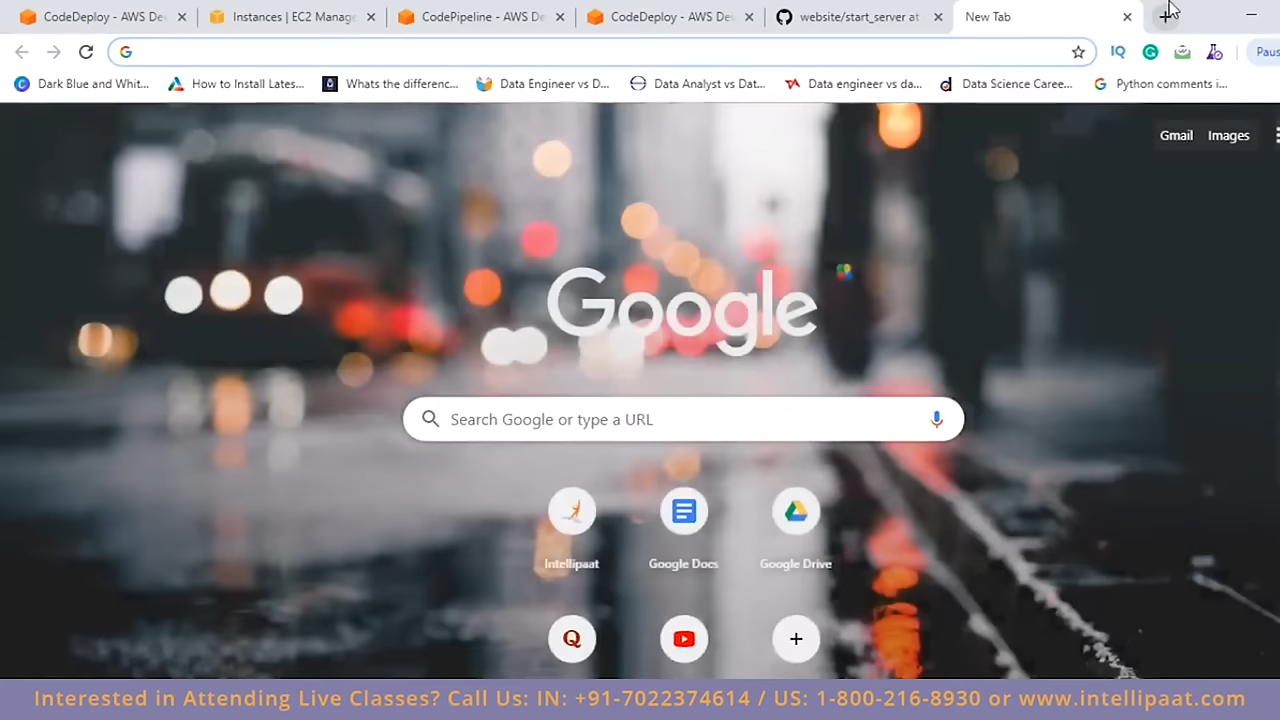 CodeDeploy - AWS De
Instances | EC2 Manage
CodePipeline - AWS De
CodeDeploy - AWS De
website/start_server at
New Tab
Paus
Dark Blue and Whit...
How to Install Lates...
Whats the differenc...
Data Engineer vs D...
Data Analyst vs Dat...
Data engineer vs da...
Data Science Caree...
Python comments i...
Gmail
Images
Google
Search Google or type a URL
Intellipaat
Google Docs
Google Drive
Interested in Attending Live Classes? Call Us: IN: +91-7022374614 / US: 1-800-216-8930 or www.intellipaat.com